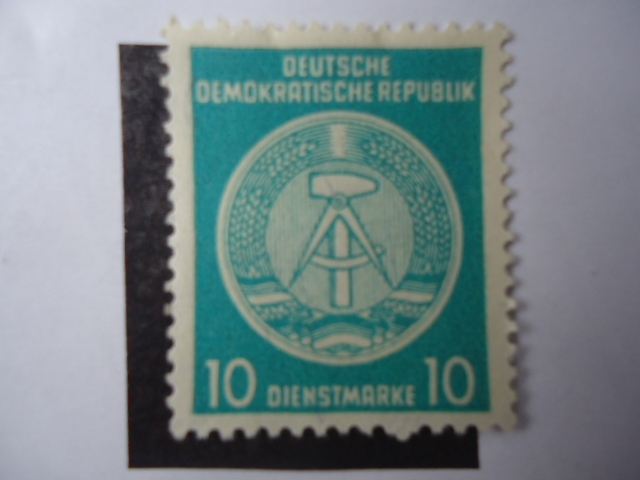 DEUTSCHE
DEMOKRATISCHE REPUBLIK
10 DIENSTMARKE 10